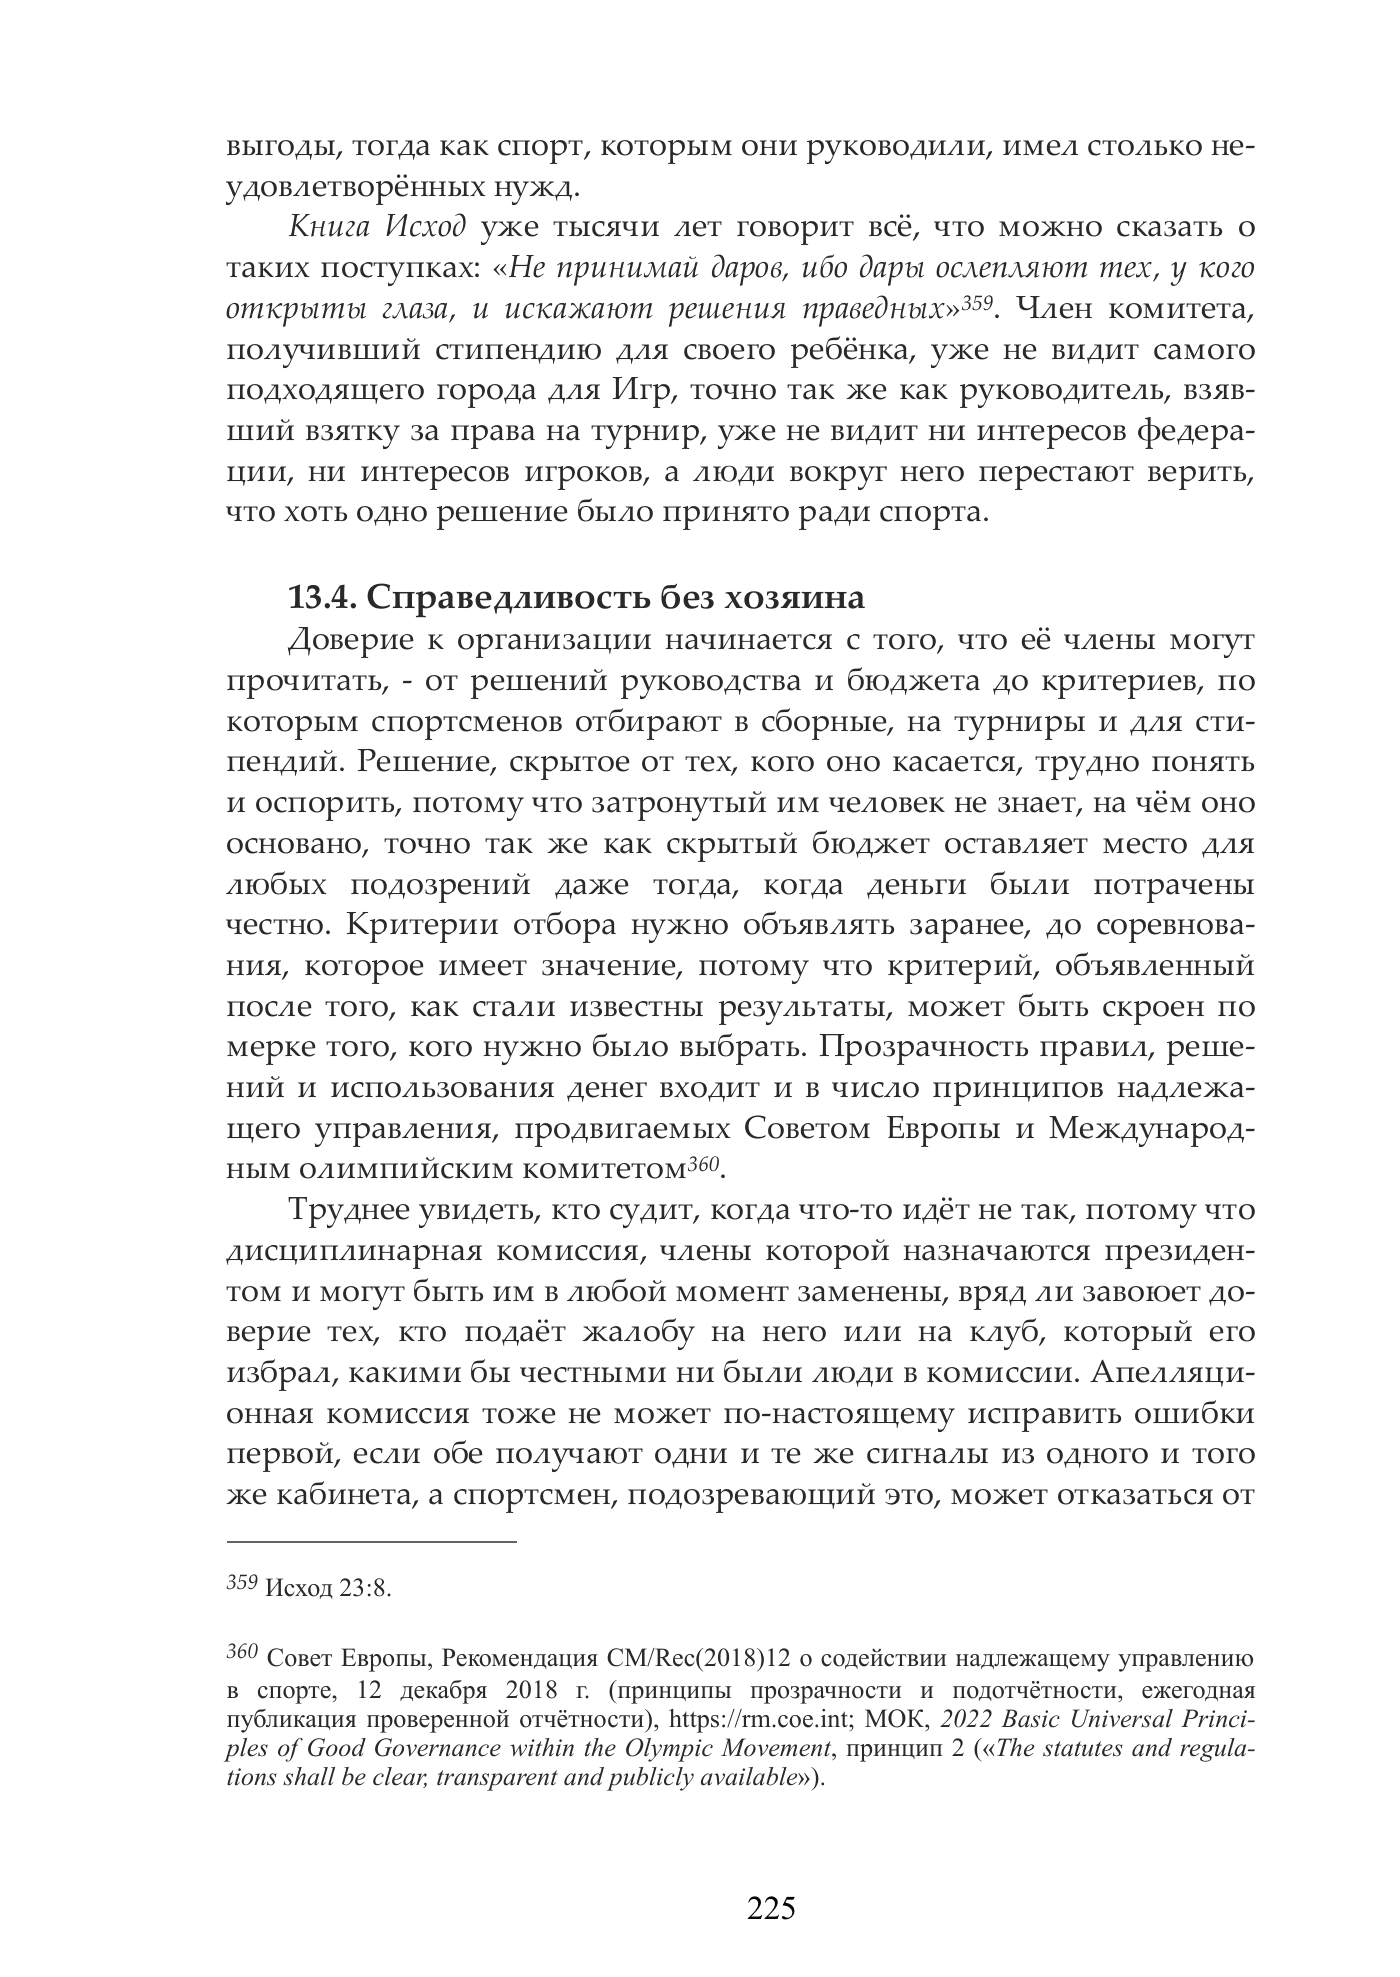 выгоды, тогда как спорт, которым они руководили, имел столько не-
удовлетворённых нужд.
Книга Исход уже тысячи лет говорит всё, что можно сказать о
таких поступках: «Не принимай даров, ибо дары ослепляют тех, у кого
открыты глаза, и искажают решения праведных»359. Член комитета,
получивший стипендию для своего ребёнка, уже не видит самого
подходящего города для Игр, точно так же как руководитель, взяв-
ший взятку за права на турнир, уже не видит ни интересов федера-
ции, ни интересов игроков, а люди вокруг него перестают верить,
что хоть одно решение было принято ради спорта.
13.4. Справедливость без хозяина
Доверие к организации начинается с того, что её члены могут
прочитать, - от решений руководства и бюджета до критериев, по
которым спортсменов отбирают в сборные, на турниры и для сти-
пендий. Решение, скрытое от тех, кого оно касается, трудно понять
и оспорить, потому что затронутый им человек не знает, на чём оно
основано, точно так же как скрытый бюджет оставляет место для
любых подозрений даже тогда, когда деньги были потрачены
честно. Критерии отбора нужно объявлять заранее, до соревнова-
ния, которое имеет значение, потому что критерий, объявленный
после того, как стали известны результаты, может быть скроен по
мерке того, кого нужно было выбрать. Прозрачность правил, реше-
ний и использования денег входит и в число принципов надлежа-
щего управления, продвигаемых Советом Европы и Международ-
ным олимпийским комитетом360.
Труднее увидеть, кто судит, когда что-то идёт не так, потому что
дисциплинарная комиссия, члены которой назначаются президен-
том и могут быть им в любой момент заменены, вряд ли завоюет до-
верие тех, кто подаёт жалобу на него или на клуб, который его
избрал, какими бы честными ни были люди в комиссии. Апелляци-
онная комиссия тоже не может по-настоящему исправить ошибки
первой, если обе получают одни и те же сигналы из одного и того
же кабинета, а спортсмен, подозревающий это, может отказаться от
359 Исход 23:8.
360 Совет Европы, Рекомендация CM/Rec(2018)12 о содействии надлежащему управлению
в спорте, 12 декабря 2018 г. (принципы прозрачности и подотчётности, ежегодная
публикация проверенной отчётности), https://rm.coe.int; МОК, 2022 Basic Universal Princi-
ples of Good Governance within the Olympic Movement, принцип 2 («The statutes and regula-
tions shall be clear, transparent and publicly available»).
225